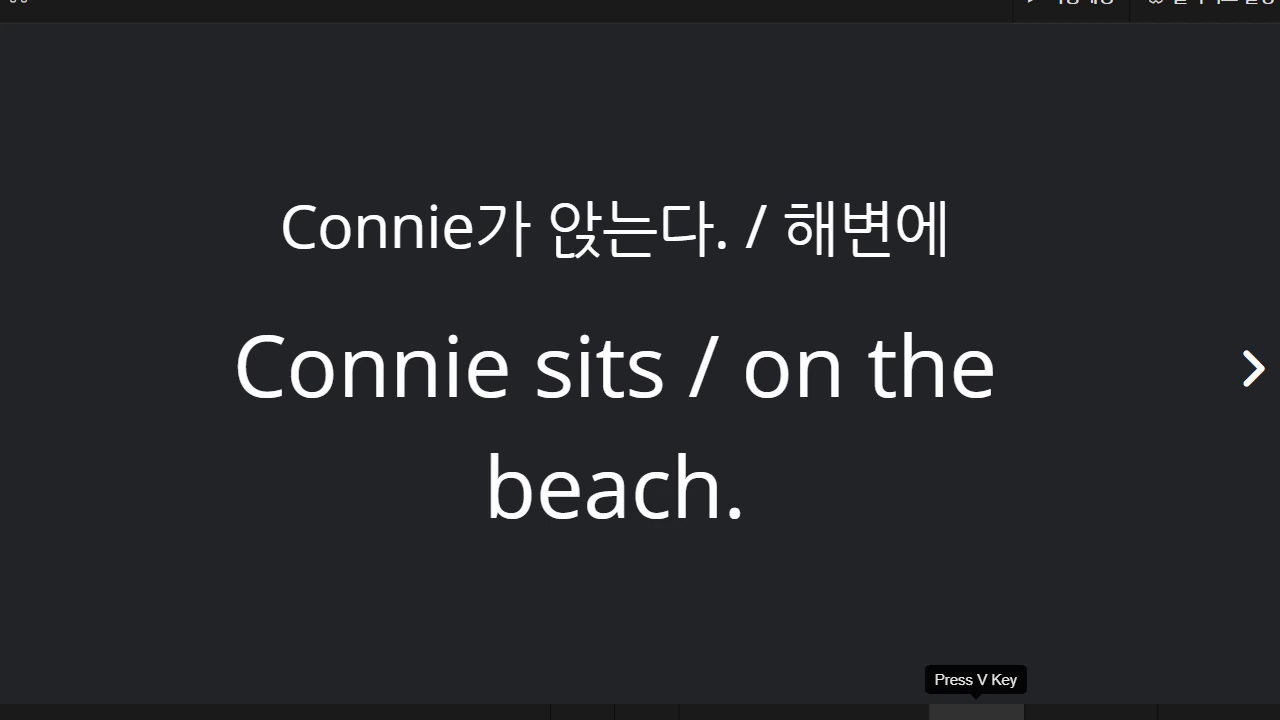 Connie가 앉는다. / 해변에
Connie sits / on the
beach.
Press V Key